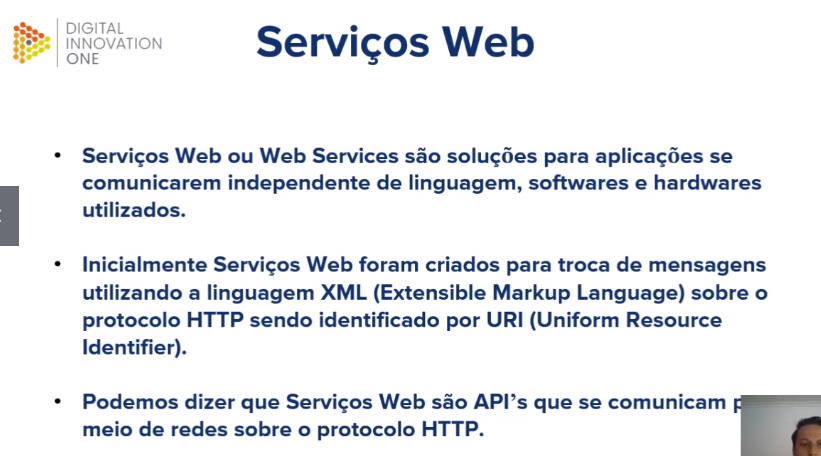 DIGITAL
INNOVATION
ONE
Serviços Web
• Serviços Web ou Web Services são soluções para aplicações se
comunicarem independente de linguagem, softwares e hardwares
utilizados.
• Inicialmente Serviços Web foram criados para troca de mensagens
utilizando a linguagem XML (Extensible Markup Language) sobre o
protocolo HTTP sendo identificado por URI (Uniform Resource
Identifier).
• Podemos dizer que Serviços Web são API’s que se comunicam
meio de redes sobre o protocolo HTTP.